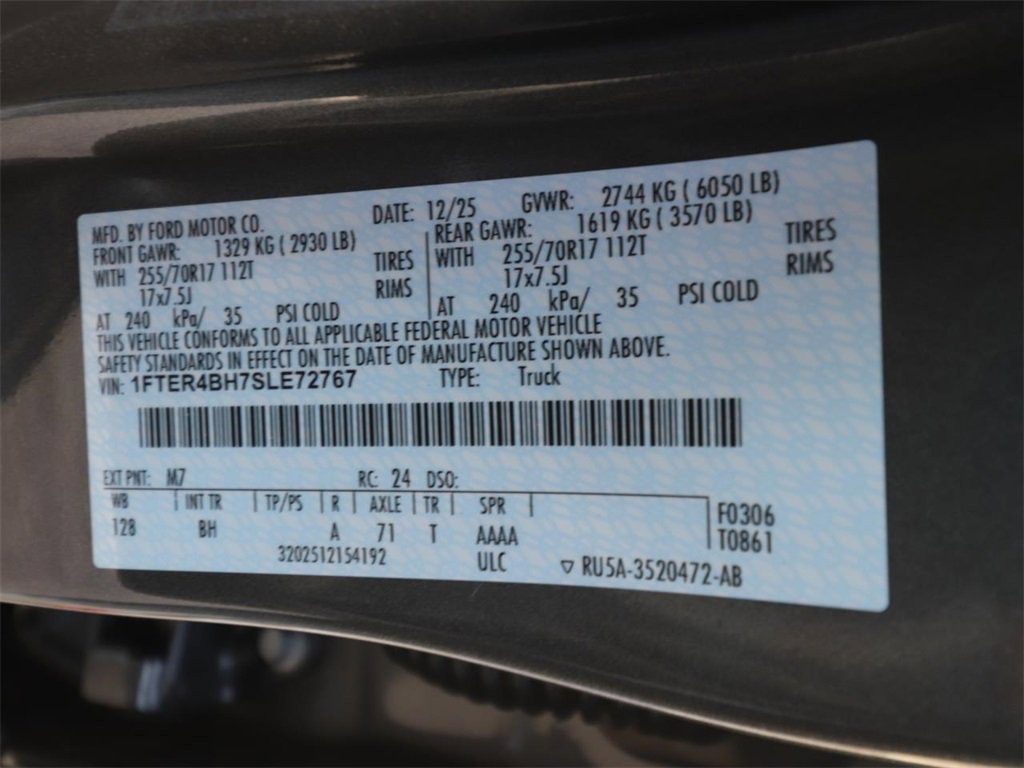 MFD. BY FORD MOTOR CO. DATE: 12/25 GVWR: 2744 KG ( 6050 LB)
FRONT GAWR: 1329 KG ( 2930 LB) REAR GAWR: 1619 KG ( 3570 LB)
WITH 255/70R17 112T TIRES WITH 255/70R17 112T TIRES
17x7.5J RIMS 17x7.5J RIMS
AT 240 kPa/ 35 PSI COLD AT 240 kPa/ 35 PSI COLD
THIS VEHICLE CONFORMS TO ALL APPLICABLE FEDERAL MOTOR VEHICLE
SAFETY STANDARDS IN EFFECT ON THE DATE OF MANUFACTURE SHOWN ABOVE.
VIN: 1FTER4BH7SLE72767 TYPE: Truck
EXT PNT: M7 RC: 24 DSO:
WB INT TR TP/PS R AXLE TR SPR F0306
128 BH A 71 T AAAA T0861
3202512154192 ULC ▽ RU5A-3520472-AB